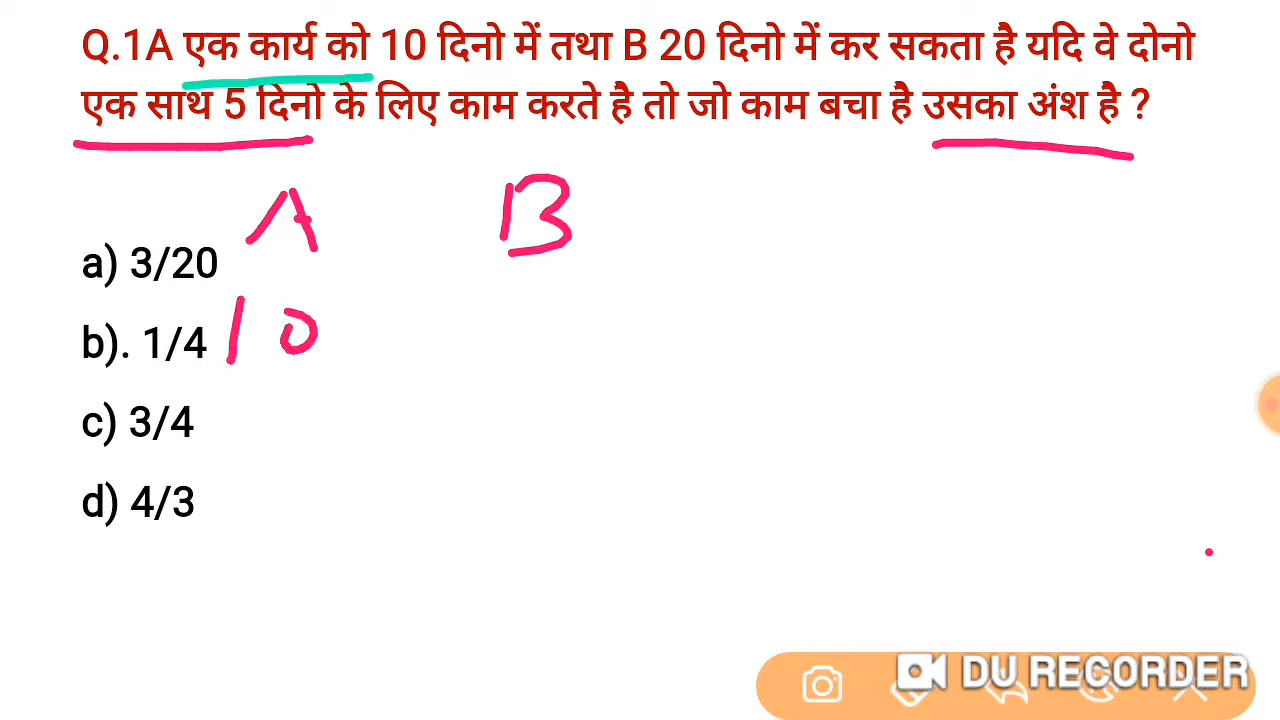 Q.1A एक कार्य को 10 दिनो में तथा B 20 दिनो में कर सकता है यदि वे दोनो
एक साथ 5 दिनो के लिए काम करते है तो जो काम बचा है उसका अंश है ?
A B
a) 3/20
10
b). 1/4
c) 3/4
d) 4/3
DU RECORDER